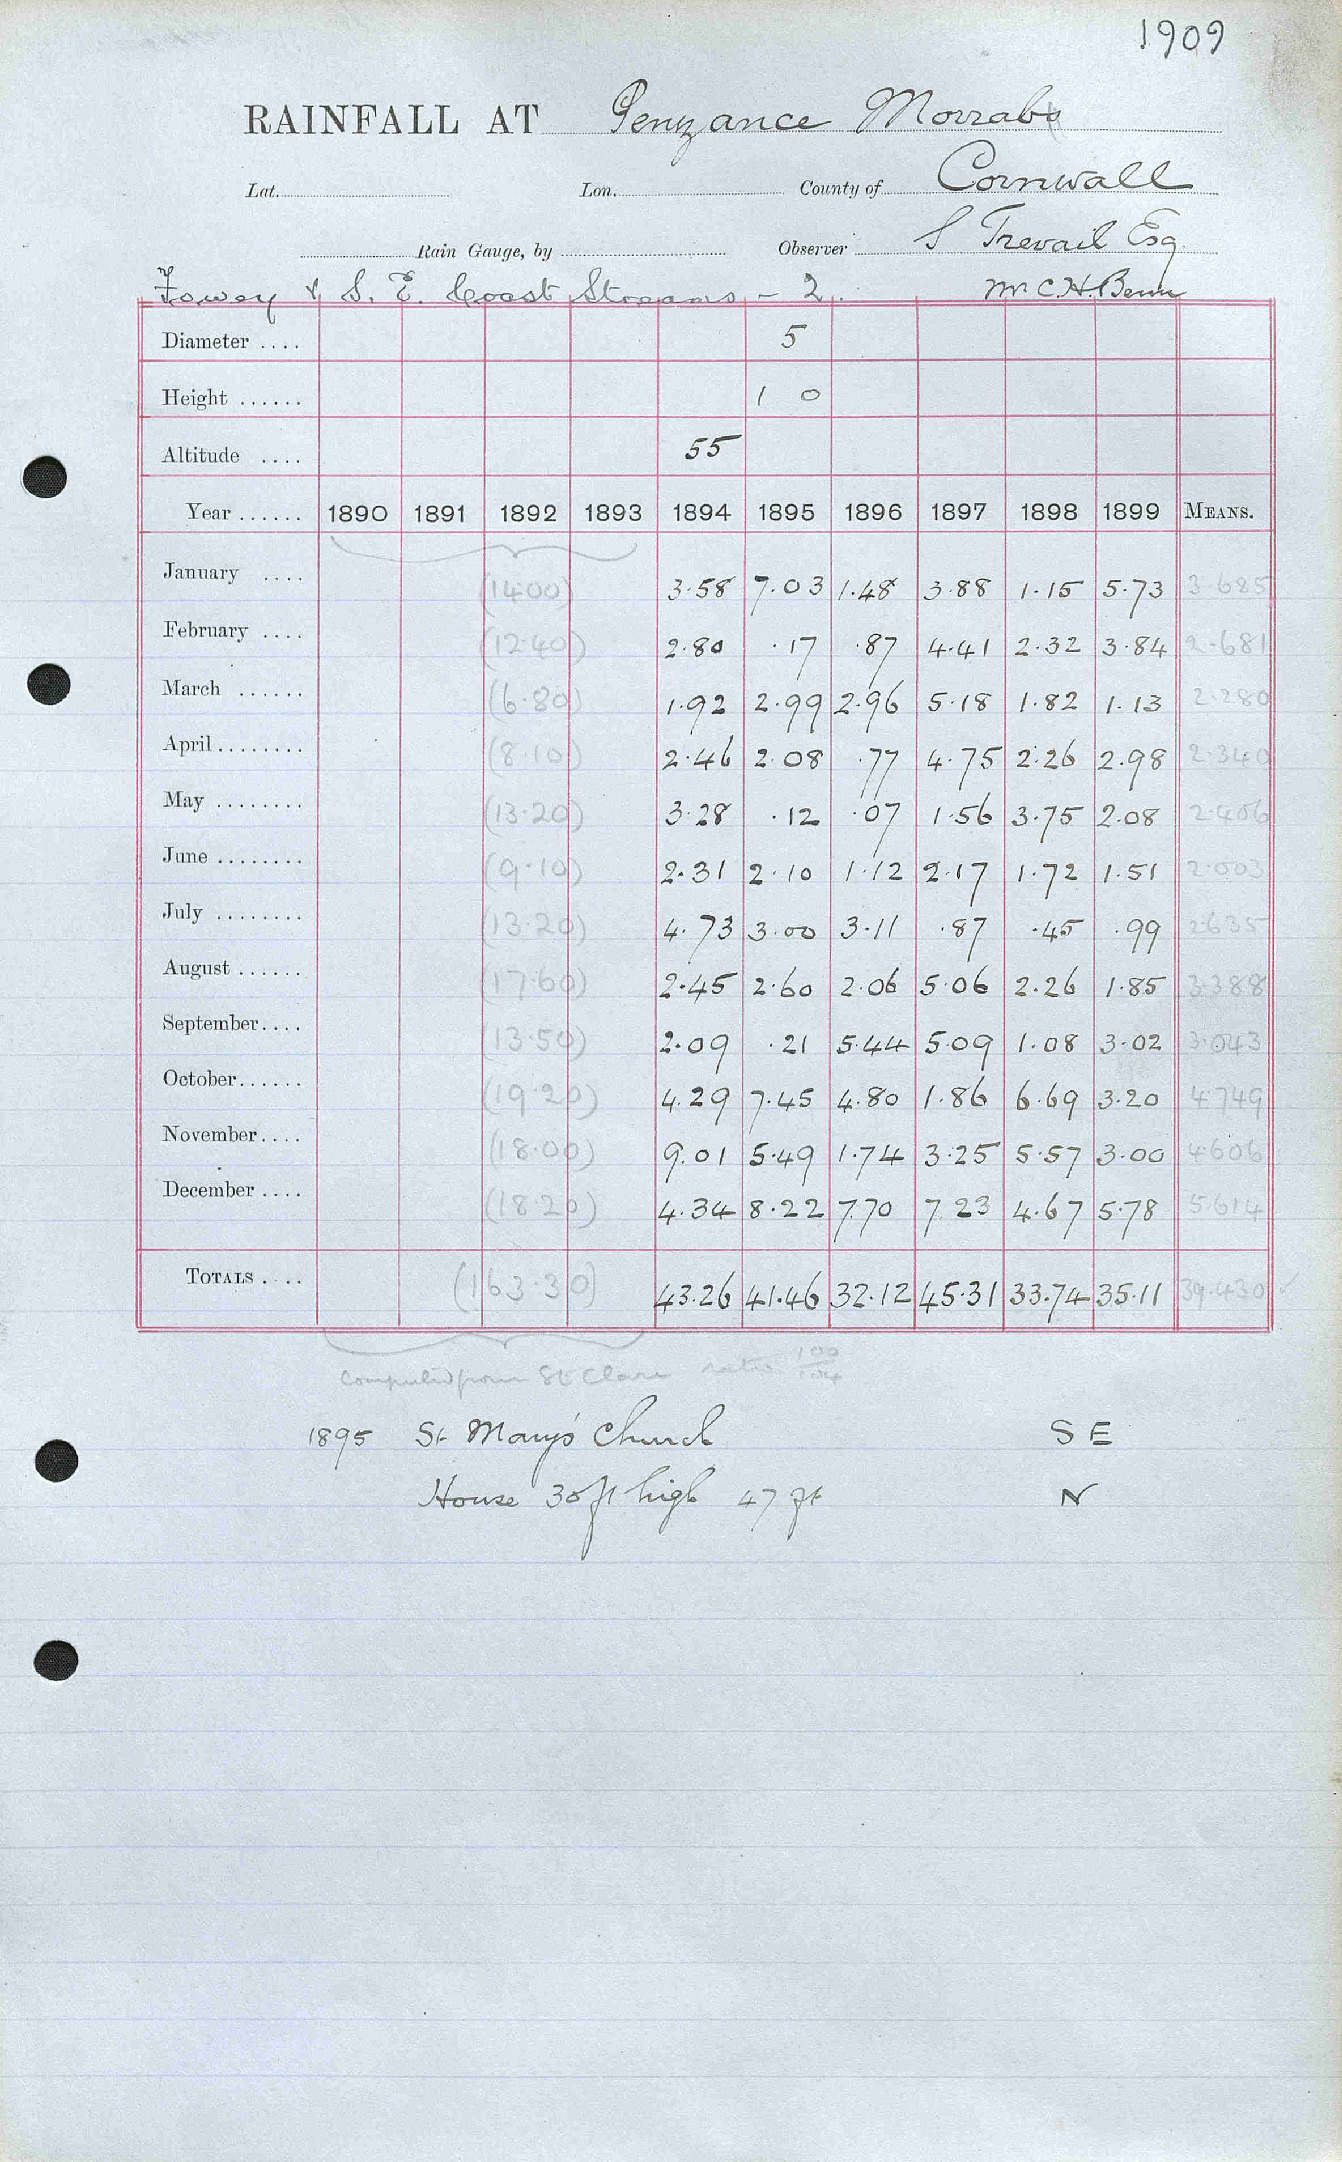 1909
RAINFALL AT Penzance Morrab
Lat. Lon. County of Cornwall
Rain Gauge, by Observer S Trevail Esq.
Fowey & S. E. Coast Streams - 2. Mr C. H. Benn
Diameter .... 5
Height ...... 1 0
Altitude .... 55
Year ...... 1890 1891 1892 1893 1894 1895 1896 1897 1898 1899 MEANS.
January .... (14.00) 3.58 7.03 1.48 3.88 1.15 5.73 3.685
February .... (12.40) 2.80 .17 .87 4.41 2.32 3.84 2.681
March ...... (6.80) 1.92 2.99 2.96 5.18 1.82 1.13 2.280
April ........ (8.10) 2.46 2.08 .77 4.75 2.26 2.98 2.340
May ........ (13.20) 3.28 .12 .07 1.56 3.75 2.08 2.406
June ........ (9.10) 2.31 2.10 1.12 2.17 1.72 1.51 2.003
July ........ (13.20) 4.73 3.00 3.11 .87 .45 .99 2.635
August ...... (17.60) 2.45 2.60 2.06 5.06 2.26 1.85 3.388
September .... (13.50) 2.09 .21 5.44 5.09 1.08 3.02 3.043
October ...... (19.20) 4.29 7.45 4.80 1.86 6.69 3.20 4.749
November .... (18.00) 9.01 5.49 1.74 3.25 5.57 3.00 4.606
December .... (18.20) 4.34 8.22 7.70 7.23 4.67 5.78 5.614
TOTALS .... (163.30) 43.26 41.46 32.12 45.31 33.74 35.11 39.430
Computed from St Clare ratio 100/104
1895 St Mary's Church S E
House 30 ft high 47 ft N